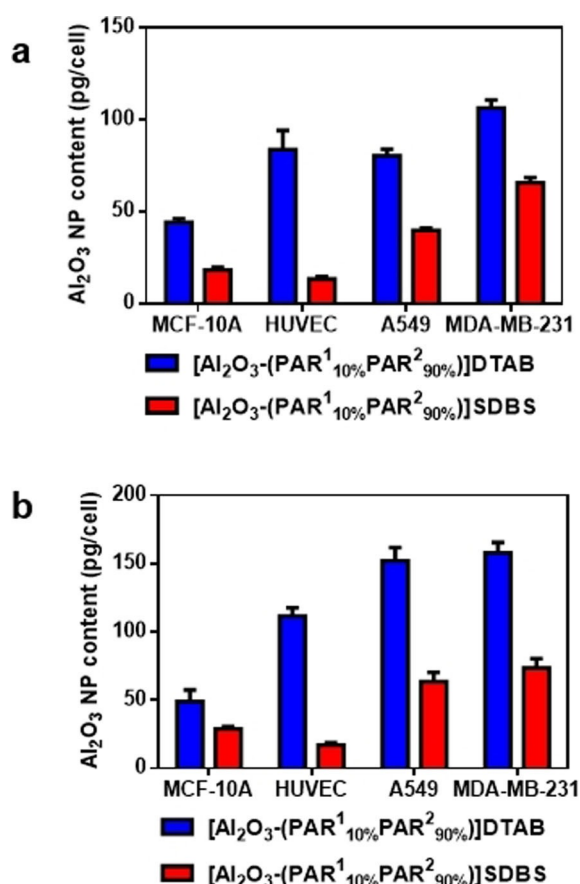 a
Al₂O₃ NP content (pg/cell)
150
100
50
0
MCF-10A HUVEC A549 MDA-MB-231
[Al₂O₃-(PAR¹₁₀%PAR²₉₀%)]DTAB
[Al₂O₃-(PAR¹₁₀%PAR²₉₀%)]SDBS
b
Al₂O₃ NP content (pg/cell)
200
150
100
50
0
MCF-10A HUVEC A549 MDA-MB-231
[Al₂O₃-(PAR¹₁₀%PAR²₉₀%)]DTAB
[Al₂O₃-(PAR¹₁₀%PAR²₉₀%)]SDBS